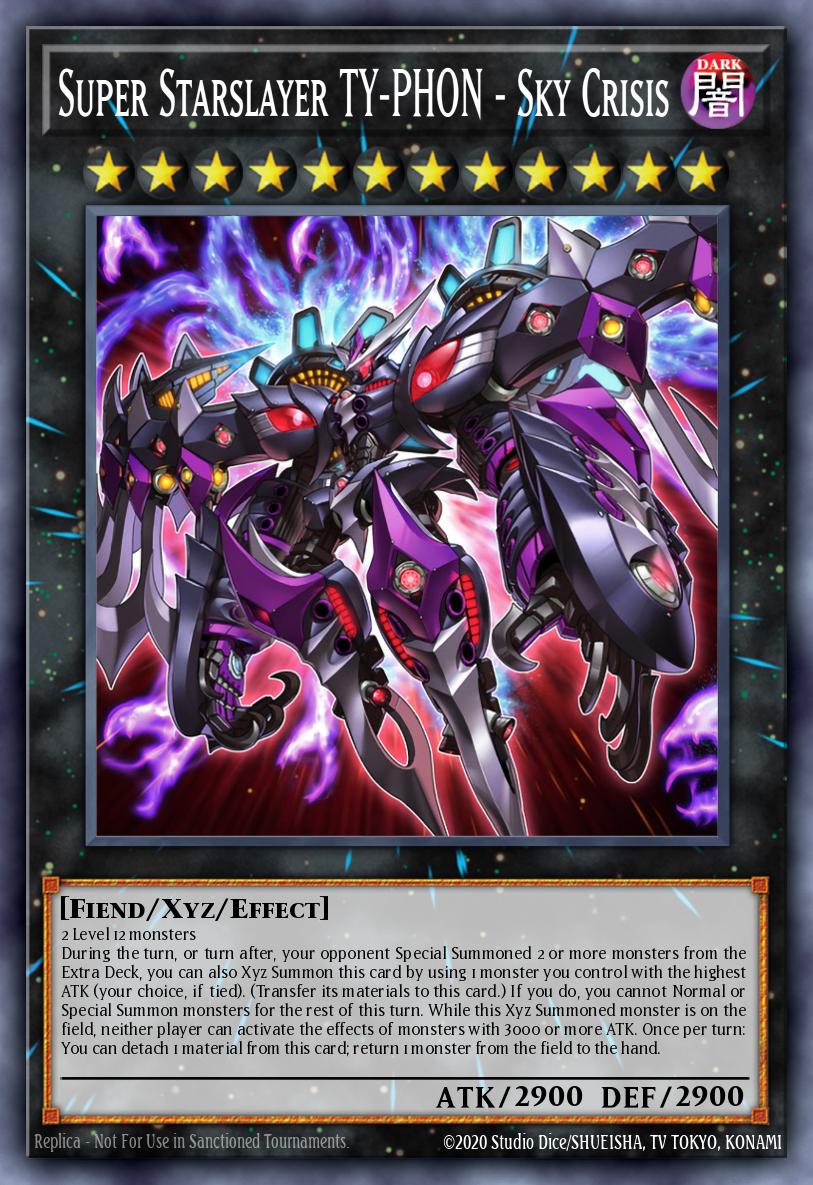 Super Starslayer TY-PHON - Sky Crisis
DARK
闇
[Fiend/Xyz/Effect]
2 Level 12 monsters
During the turn, or turn after, your opponent Special Summoned 2 or more monsters from the
Extra Deck, you can also Xyz Summon this card by using 1 monster you control with the highest
ATK (your choice, if tied). (Transfer its materials to this card.) If you do, you cannot Normal or
Special Summon monsters for the rest of this turn. While this Xyz Summoned monster is on the
field, neither player can activate the effects of monsters with 3000 or more ATK. Once per turn:
You can detach 1 material from this card; return 1 monster from the field to the hand.
ATK/2900 DEF/2900
Replica - Not For Use in Sanctioned Tournaments.
©2020 Studio Dice/SHUEISHA, TV TOKYO, KONAMI